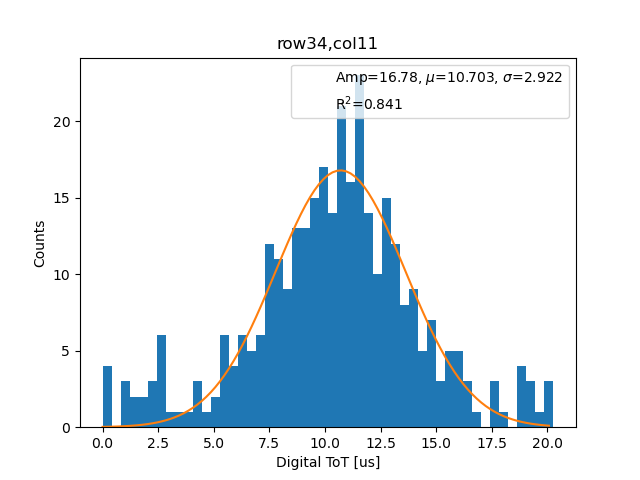 row34,col11
Amp=16.78, μ=10.703, σ=2.922
R²=0.841
Counts
20
15
10
5
0
0.0 2.5 5.0 7.5 10.0 12.5 15.0 17.5 20.0
Digital ToT [us]